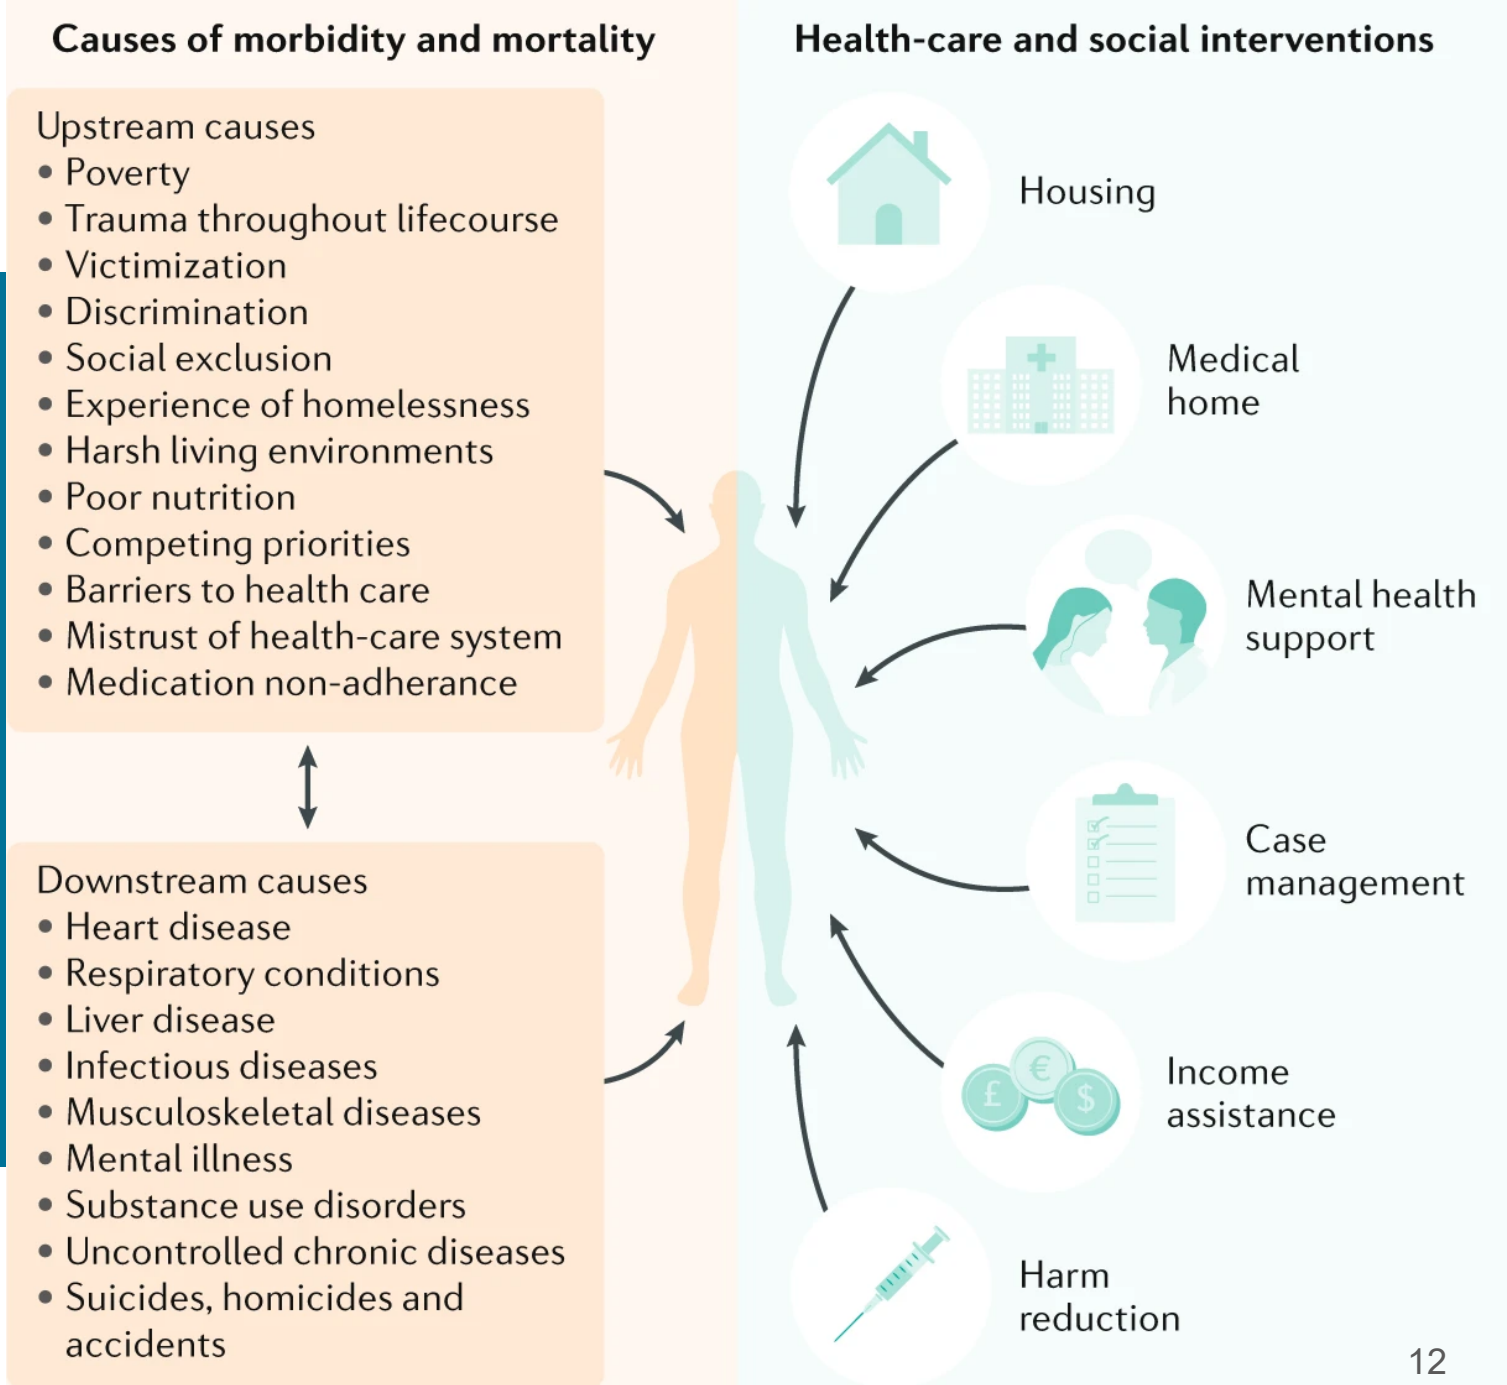 Causes of morbidity and mortality
Upstream causes
• Poverty
• Trauma throughout lifecourse
• Victimization
• Discrimination
• Social exclusion
• Experience of homelessness
• Harsh living environments
• Poor nutrition
• Competing priorities
• Barriers to health care
• Mistrust of health-care system
• Medication non-adherance
Downstream causes
• Heart disease
• Respiratory conditions
• Liver disease
• Infectious diseases
• Musculoskeletal diseases
• Mental illness
• Substance use disorders
• Uncontrolled chronic diseases
• Suicides, homicides and
accidents
Health-care and social interventions
Housing
Medical
home
Mental health
support
Case
management
£ € $
Income
assistance
Harm
reduction
12